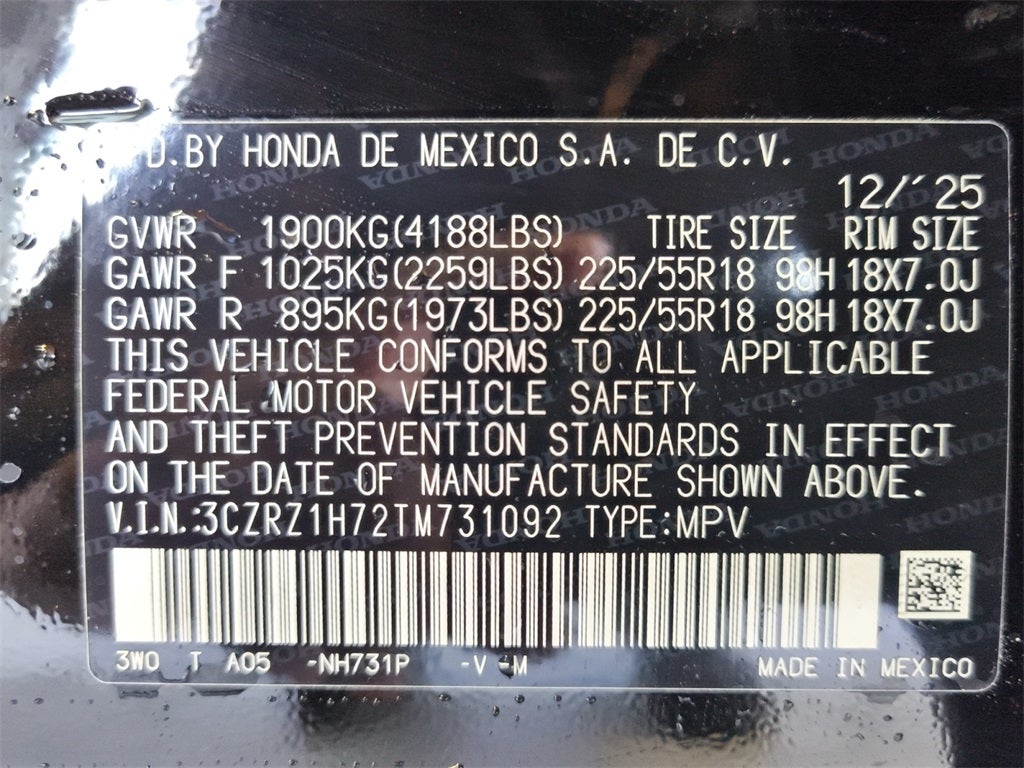 MFD.BY HONDA DE MEXICO S.A. DE C.V.
12/´25
GVWR 1900KG(4188LBS) TIRE SIZE RIM SIZE
GAWR F 1025KG(2259LBS) 225/55R18 98H 18X7.0J
GAWR R 895KG(1973LBS) 225/55R18 98H 18X7.0J
THIS VEHICLE CONFORMS TO ALL APPLICABLE
FEDERAL MOTOR VEHICLE SAFETY
AND THEFT PREVENTION STANDARDS IN EFFECT
ON THE DATE OF MANUFACTURE SHOWN ABOVE.
V.I.N.:3CZRZ1H72TM731092 TYPE:MPV
3W0 T A05 -NH731P -V -M MADE IN MEXICO